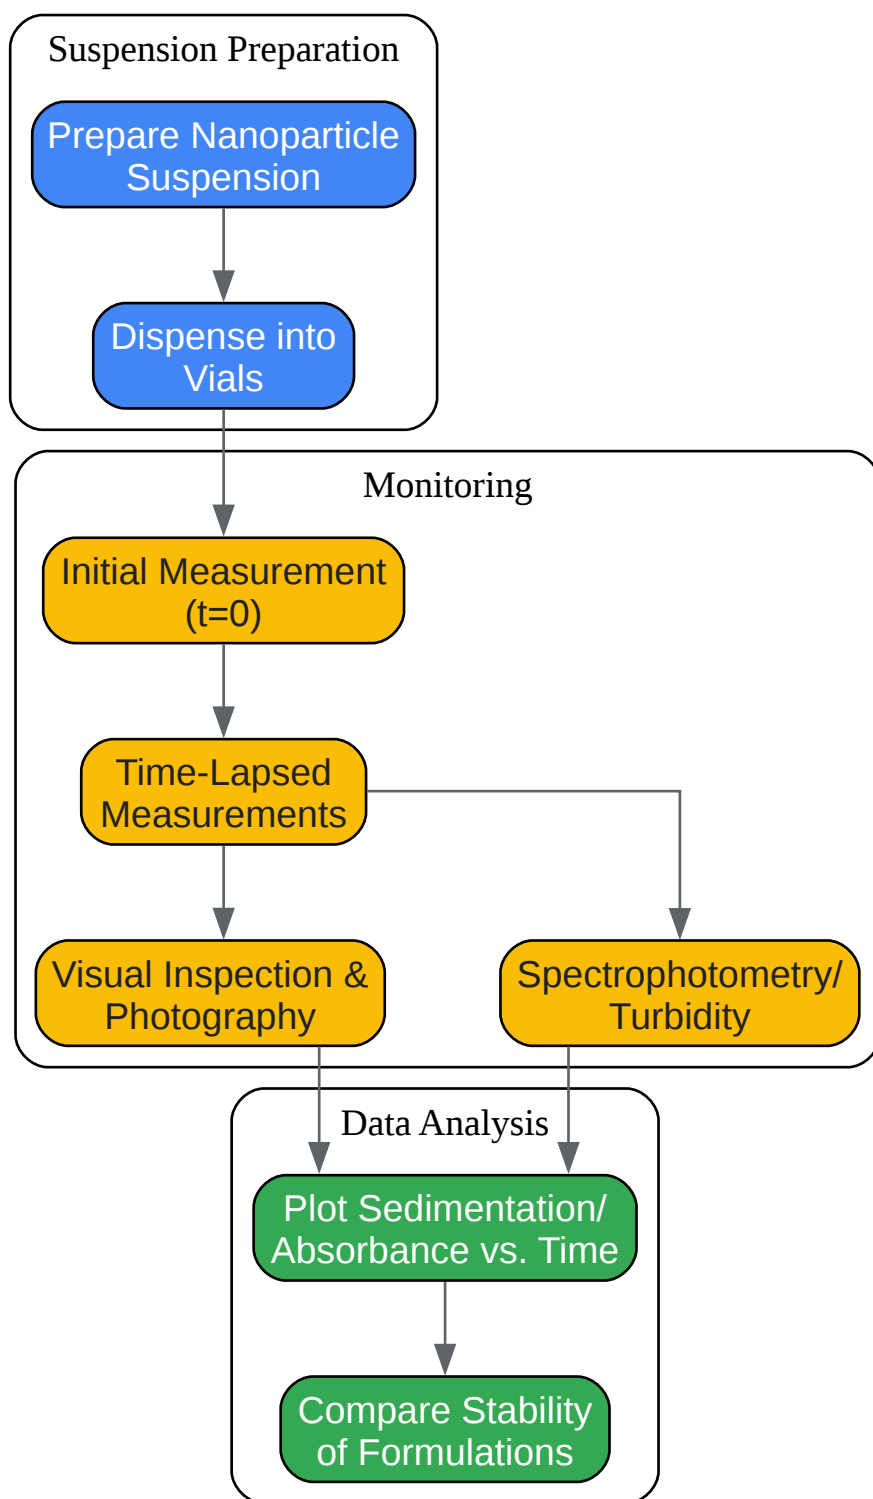 Suspension Preparation
Prepare Nanoparticle
Suspension
Dispense into
Vials
Monitoring
Initial Measurement
(t=0)
Time-Lapsed
Measurements
Visual Inspection &
Photography
Spectrophotometry/
Turbidity
Data Analysis
Plot Sedimentation/
Absorbance vs. Time
Compare Stability
of Formulations